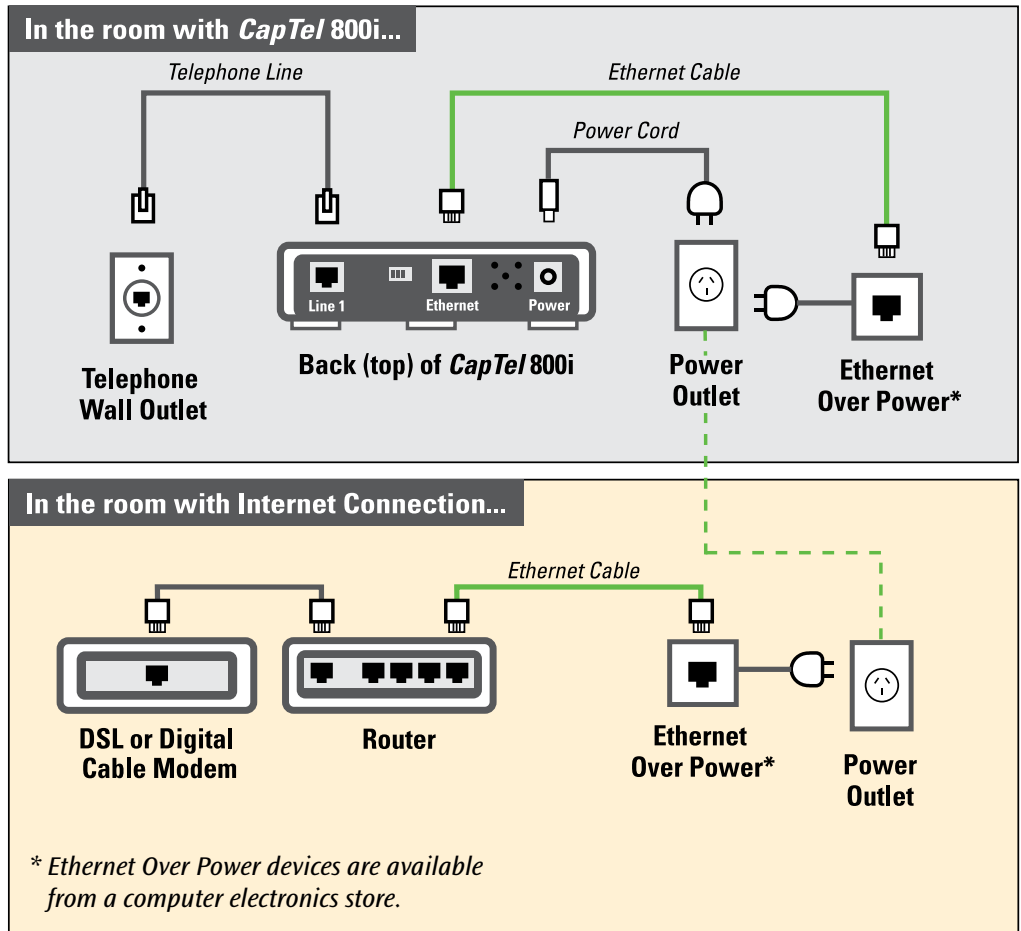 In the room with CapTel 800i...
Telephone Line
Ethernet Cable
Power Cord
Line 1
Ethernet
Power
Telephone
Wall Outlet
Back (top) of CapTel 800i
Power
Outlet
Ethernet
Over Power*
In the room with Internet Connection...
Ethernet Cable
DSL or Digital
Cable Modem
Router
Ethernet
Over Power*
Power
Outlet
* Ethernet Over Power devices are available
from a computer electronics store.